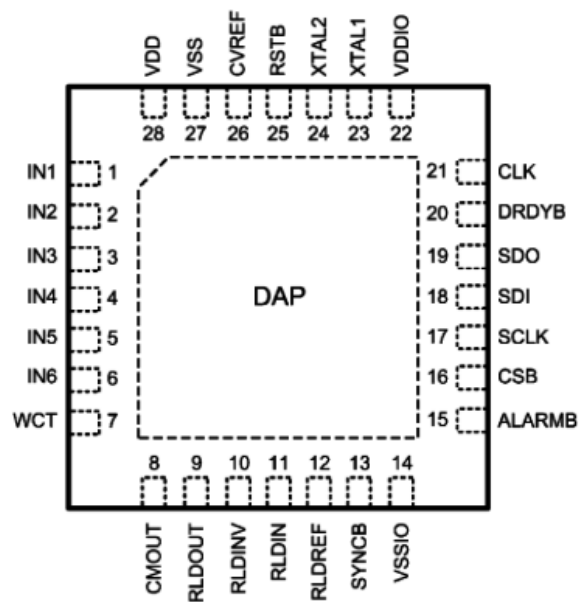 VDD VSS CVREF RSTB XTAL2 XTAL1 VDDIO
28 27 26 25 24 23 22
IN1 1 21 CLK
IN2 2 20 DRDYB
IN3 3 19 SDO
IN4 4 DAP 18 SDI
IN5 5 17 SCLK
IN6 6 16 CSB
WCT 7 15 ALARMB
8 9 10 11 12 13 14
CMOUT RLDOUT RLDINV RLDIN RLDREF SYNCB VSSIO